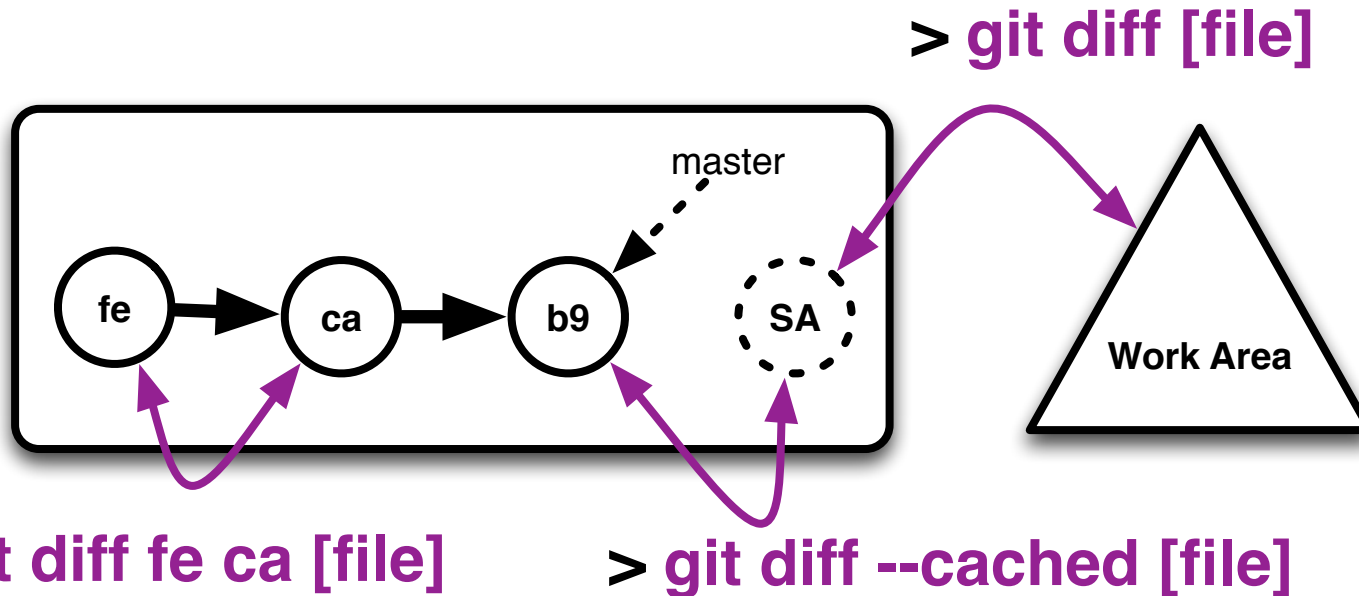 > git diff [file]
master
fe
ca
b9
SA
Work Area
t diff fe ca [file]
> git diff --cached [file]